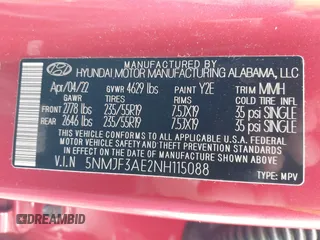 MANUFACTURED BY
HYUNDAI MOTOR MANUFACTURING ALABAMA, LLC
Apr/04/22 GVWR 4629 lbs PAINT Y2E TRIM MMH
GAWR TIRES RIMS COLD TIRE PRESSURE
FRONT 2778 lbs 235/55R19 7.5JX19 35 psi SINGLE
REAR 2646 lbs 235/55R19 7.5JX19 35 psi SINGLE
THIS VEHICLE CONFORMS TO ALL APPLICABLE U.S.A FEDERAL
MOTOR VEHICLE SAFETY, BUMPER, AND THEFT PREVENTION
STANDARDS IN EFFECT ON THE DATE OF MANUFACTURE SHOWN ABOVE.
V.I.N 5NMJF3AE2NH115088
TYPE: MPV
DREAMBID